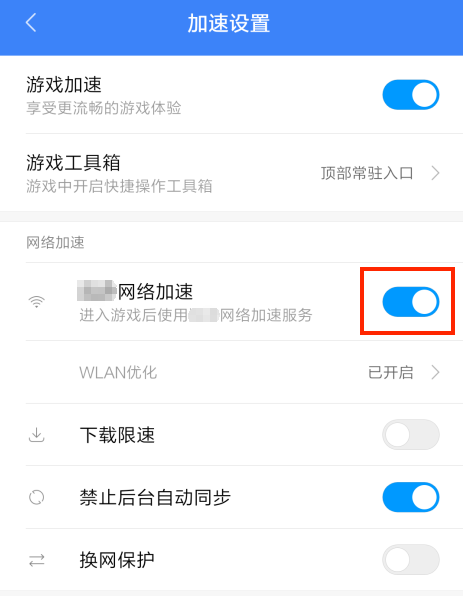 加速设置
游戏加速
享受更流畅的游戏体验
游戏工具箱
游戏中开启快捷操作工具箱
顶部常驻入口
网络加速
网络加速
进入游戏后使用 网络加速服务
WLAN优化
已开启
下载限速
禁止后台自动同步
换网保护